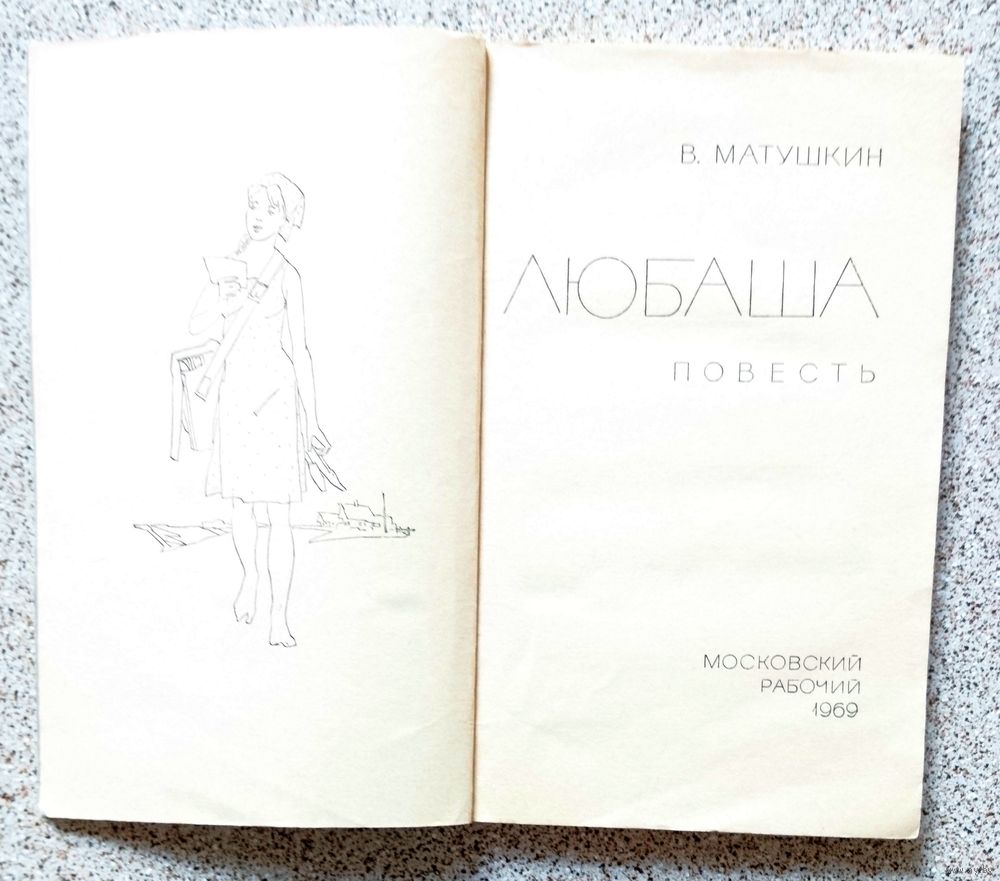 В. МАТУШКИН
ЛЮБАША
ПОВЕСТЬ
МОСКОВСКИЙ
РАБОЧИЙ
1969